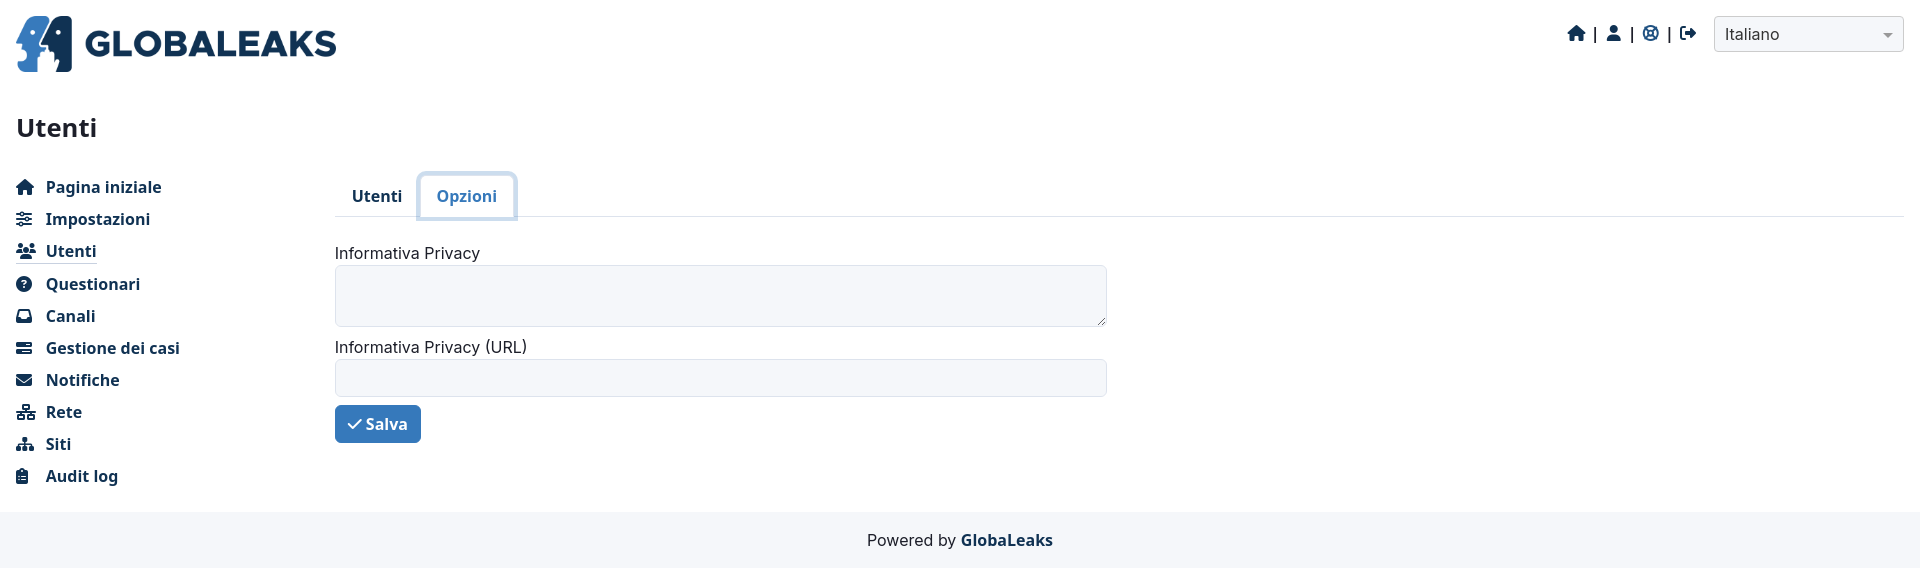 GLOBALEAKS
| | |
Italiano
Utenti
Pagina iniziale
Impostazioni
Utenti
Questionari
Canali
Gestione dei casi
Notifiche
Rete
Siti
Audit log
Utenti
Opzioni
Informativa Privacy
Informativa Privacy (URL)
Salva
Powered by GlobaLeaks